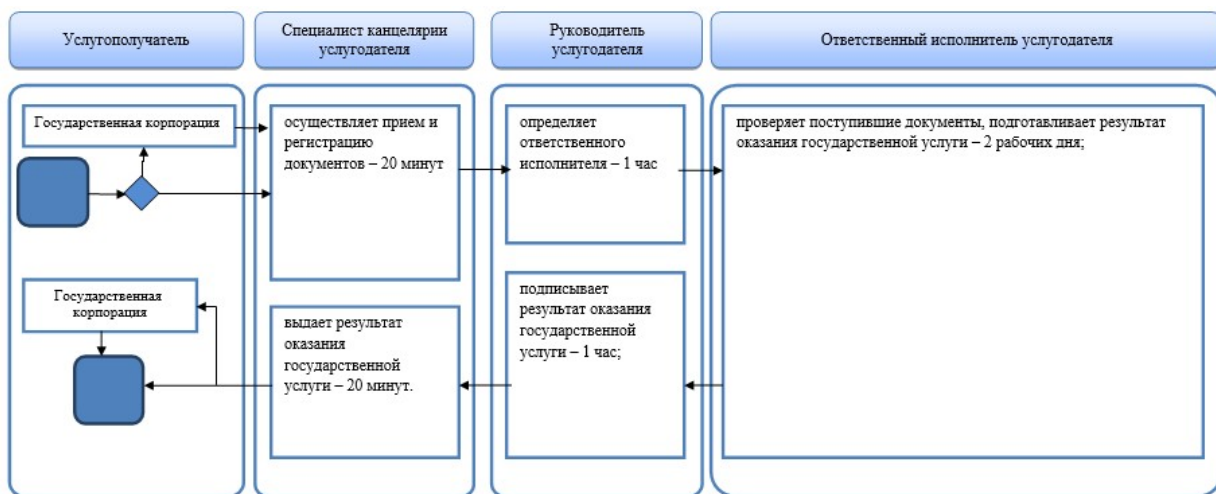 Услугополучатель
Специалист канцелярии
услугодателя
Руководитель
услугодателя
Ответственный исполнитель услугодателя
Государственная корпорация
осуществляет прием и
регистрацию
документов – 20 минут
определяет
ответственного
исполнителя – 1 час
проверяет поступившие документы, подготавливает результат
оказания государственной услуги – 2 рабочих дня;
Государственная
корпорация
выдает результат
оказания
государственной
услуги – 20 минут.
подписывает
результат оказания
государственной
услуги – 1 час;